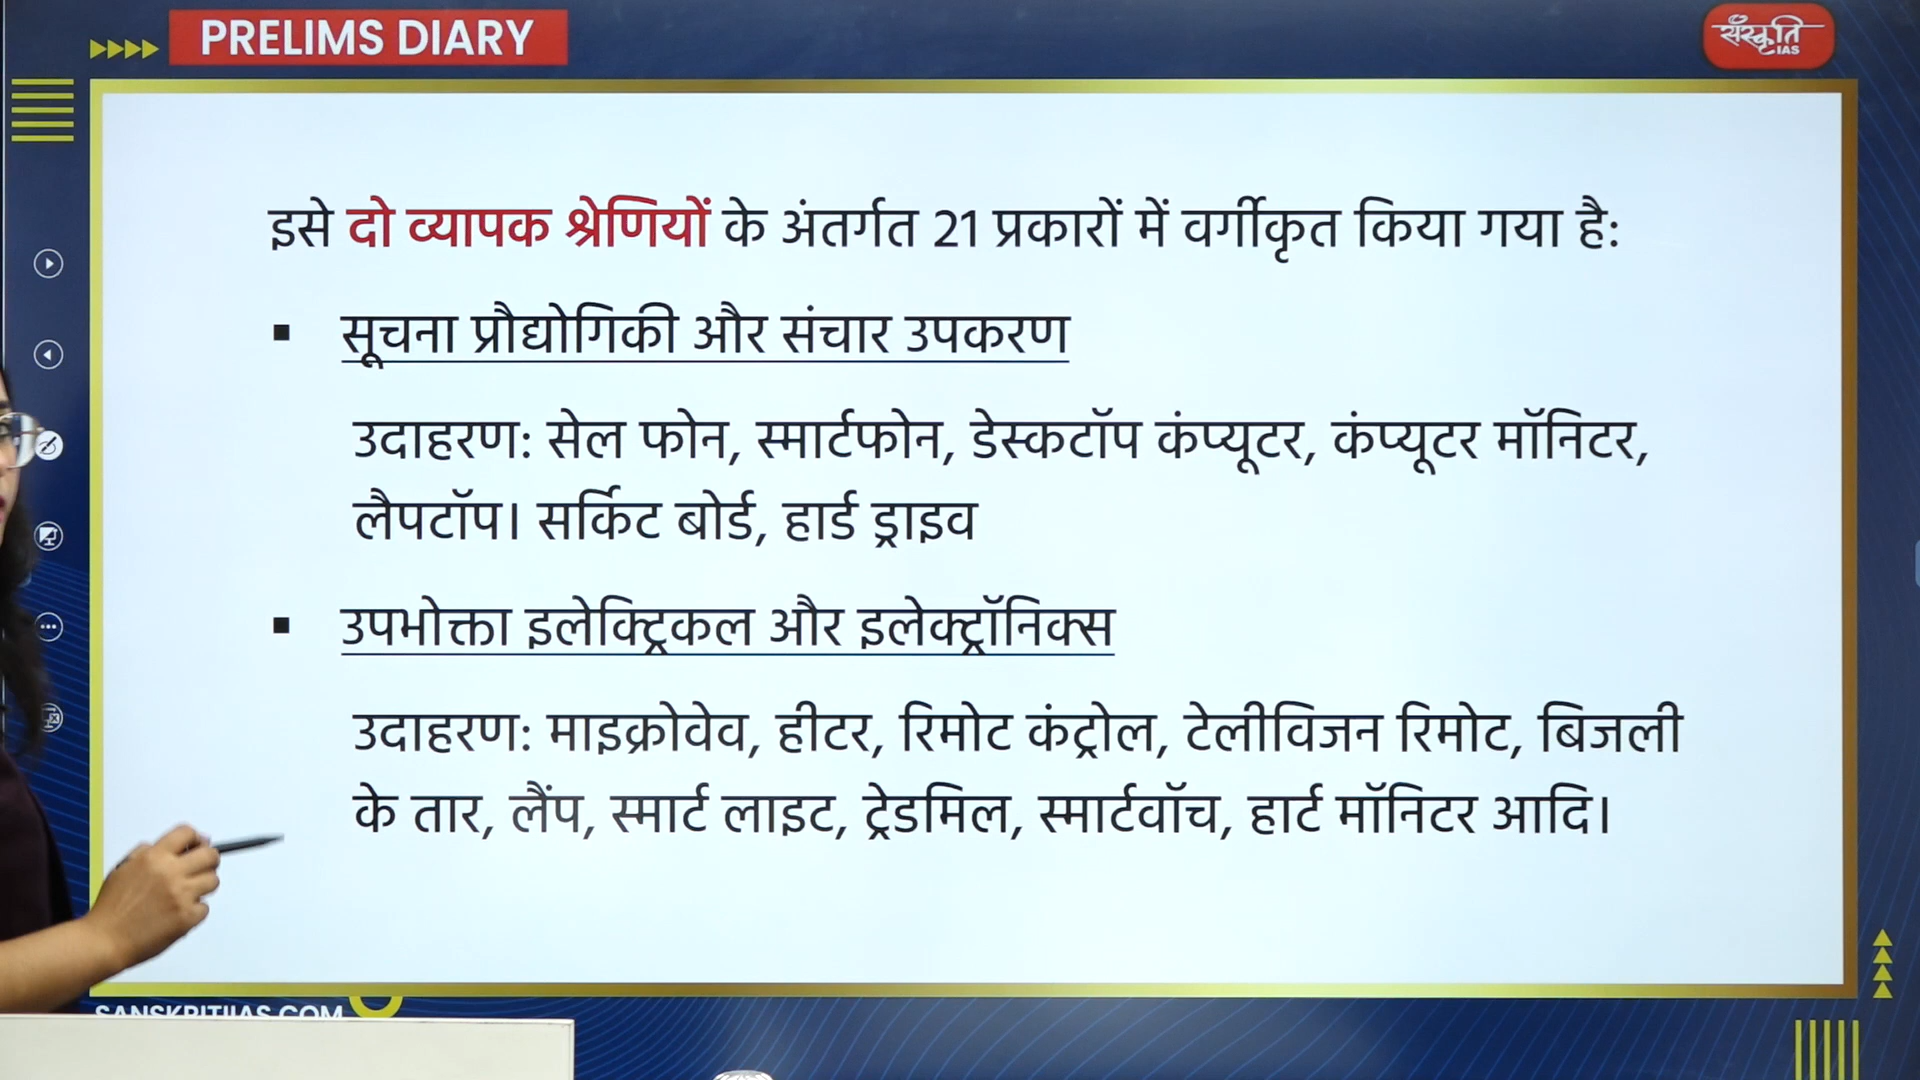 PRELIMS DIARY
संस्कृति
IAS
इसे दो व्यापक श्रेणियों के अंतर्गत 21 प्रकारों में वर्गीकृत किया गया है:
▪ सूचना प्रौद्योगिकी और संचार उपकरण
उदाहरण: सेल फोन, स्मार्टफोन, डेस्कटॉप कंप्यूटर, कंप्यूटर मॉनिटर,
लैपटॉप। सर्किट बोर्ड, हार्ड ड्राइव
▪ उपभोक्ता इलेक्ट्रिकल और इलेक्ट्रॉनिक्स
उदाहरण: माइक्रोवेव, हीटर, रिमोट कंट्रोल, टेलीविजन रिमोट, बिजली
के तार, लैंप, स्मार्ट लाइट, ट्रेडमिल, स्मार्टवॉच, हार्ट मॉनिटर आदि।
SANSKRITIIAS.COM